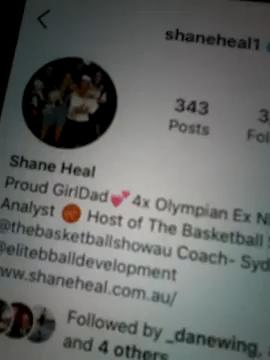 shaneheal1
343
Posts
Shane Heal
Proud GirlDad💕 4x Olympian Ex
Analyst 🏀 Host of The Basketball
@thebasketballshowau Coach- Syd
@elitebballdevelopment
www.shaneheal.com.au/
Followed by _danewing,
and 4 others